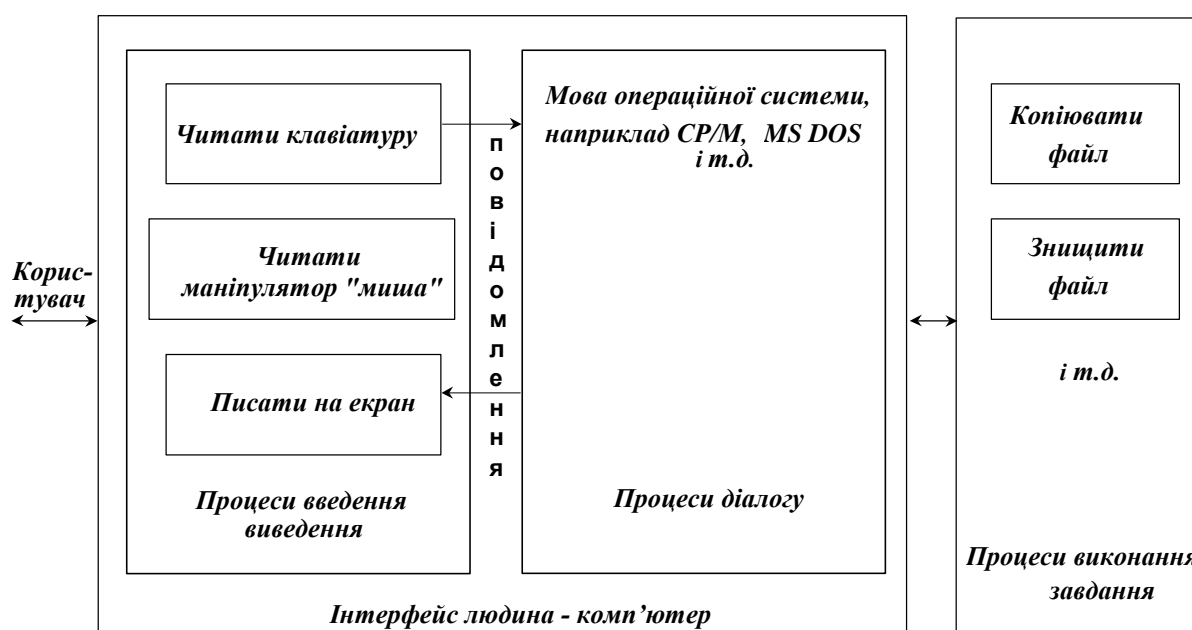 Корис-
тувач
Читати клавіатуру
Читати
маніпулятор "миша"
Писати на екран
Процеси введення
виведення
повідомлення
Мова операційної системи,
наприклад CP/M, MS DOS
і т.д.
Процеси діалогу
Інтерфейс людина - комп’ютер
Копіювати
файл
Знищити
файл
і т.д.
Процеси виконання
завдання